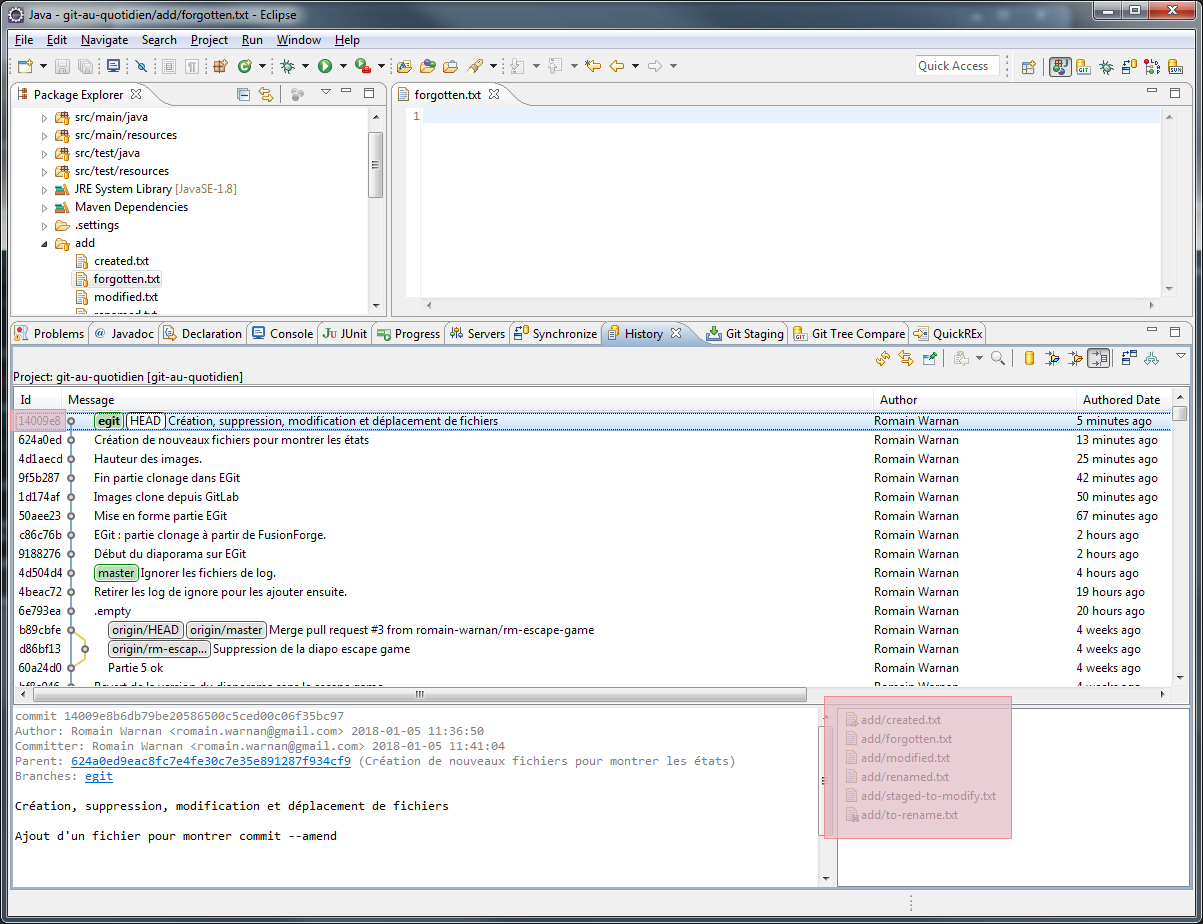 Java - git-au-quotidien/add/forgotten.txt - Eclipse
File Edit Navigate Search Project Run Window Help
Quick Access
Package Explorer
src/main/java
src/main/resources
src/test/java
src/test/resources
JRE System Library [JavaSE-1.8]
Maven Dependencies
.settings
add
created.txt
forgotten.txt
modified.txt
renamed.txt
forgotten.txt
1
Problems @ Javadoc Declaration Console JUnit Progress Servers Synchronize History Git Staging Git Tree Compare QuickREx
Project: git-au-quotidien [git-au-quotidien]
Id Message Author Authored Date
14009e8 egit HEAD Création, suppression, modification et déplacement de fichiers Romain Warnan 5 minutes ago
624a0ed Création de nouveaux fichiers pour montrer les états Romain Warnan 13 minutes ago
4d1aecd Hauteur des images. Romain Warnan 25 minutes ago
9f5b287 Fin partie clonage dans EGit Romain Warnan 42 minutes ago
1d174af Images clone depuis GitLab Romain Warnan 50 minutes ago
50aee23 Mise en forme partie EGit Romain Warnan 67 minutes ago
c86c76b EGit : partie clonage à partir de FusionForge. Romain Warnan 2 hours ago
9188276 Début du diaporama sur EGit Romain Warnan 2 hours ago
4d504d4 master Ignorer les fichiers de log. Romain Warnan 4 hours ago
4beac72 Retirer les log de ignore pour les ajouter ensuite. Romain Warnan 19 hours ago
6e793ea .empty Romain Warnan 20 hours ago
b89cbfe origin/HEAD origin/master Merge pull request #3 from romain-warnan/rm-escape-game Romain Warnan 4 weeks ago
d86bf13 origin/rm-escap... Suppression de la diapo escape game Romain Warnan 4 weeks ago
60a24d0 Partie 5 ok Romain Warnan 4 weeks ago
commit 14009e8b6db79be20586500c5ced00c06f35bc97
Author: Romain Warnan <romain.warnan@gmail.com> 2018-01-05 11:36:50
Committer: Romain Warnan <romain.warnan@gmail.com> 2018-01-05 11:41:04
Parent: 624a0ed9eac8fc7e4fe30c7e35e891287f934cf9 (Création de nouveaux fichiers pour montrer les états)
Branches: egit
Création, suppression, modification et déplacement de fichiers
Ajout d'un fichier pour montrer commit --amend
add/created.txt
add/forgotten.txt
add/modified.txt
add/renamed.txt
add/staged-to-modify.txt
add/to-rename.txt